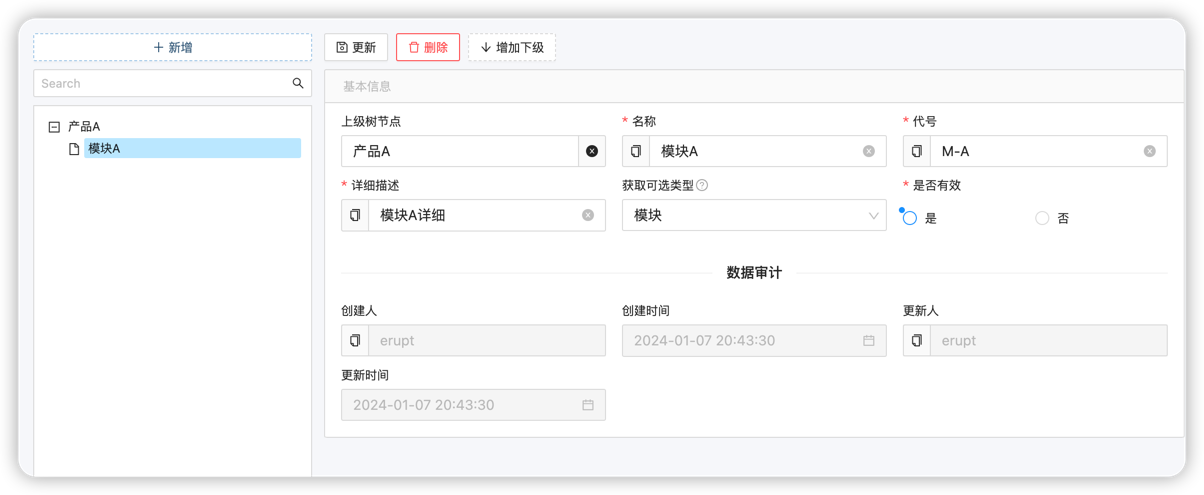 新增
更新 删除 增加下级
Search
产品A
模块A
基本信息
上级树节点 * 名称 * 代号
产品A 模块A M-A
* 详细描述 获取可选类型 ? * 是否有效
模块A详细 模块 是 否
数据审计
创建人 创建时间 更新人
erupt 2024-01-07 20:43:30 erupt
更新时间
2024-01-07 20:43:30